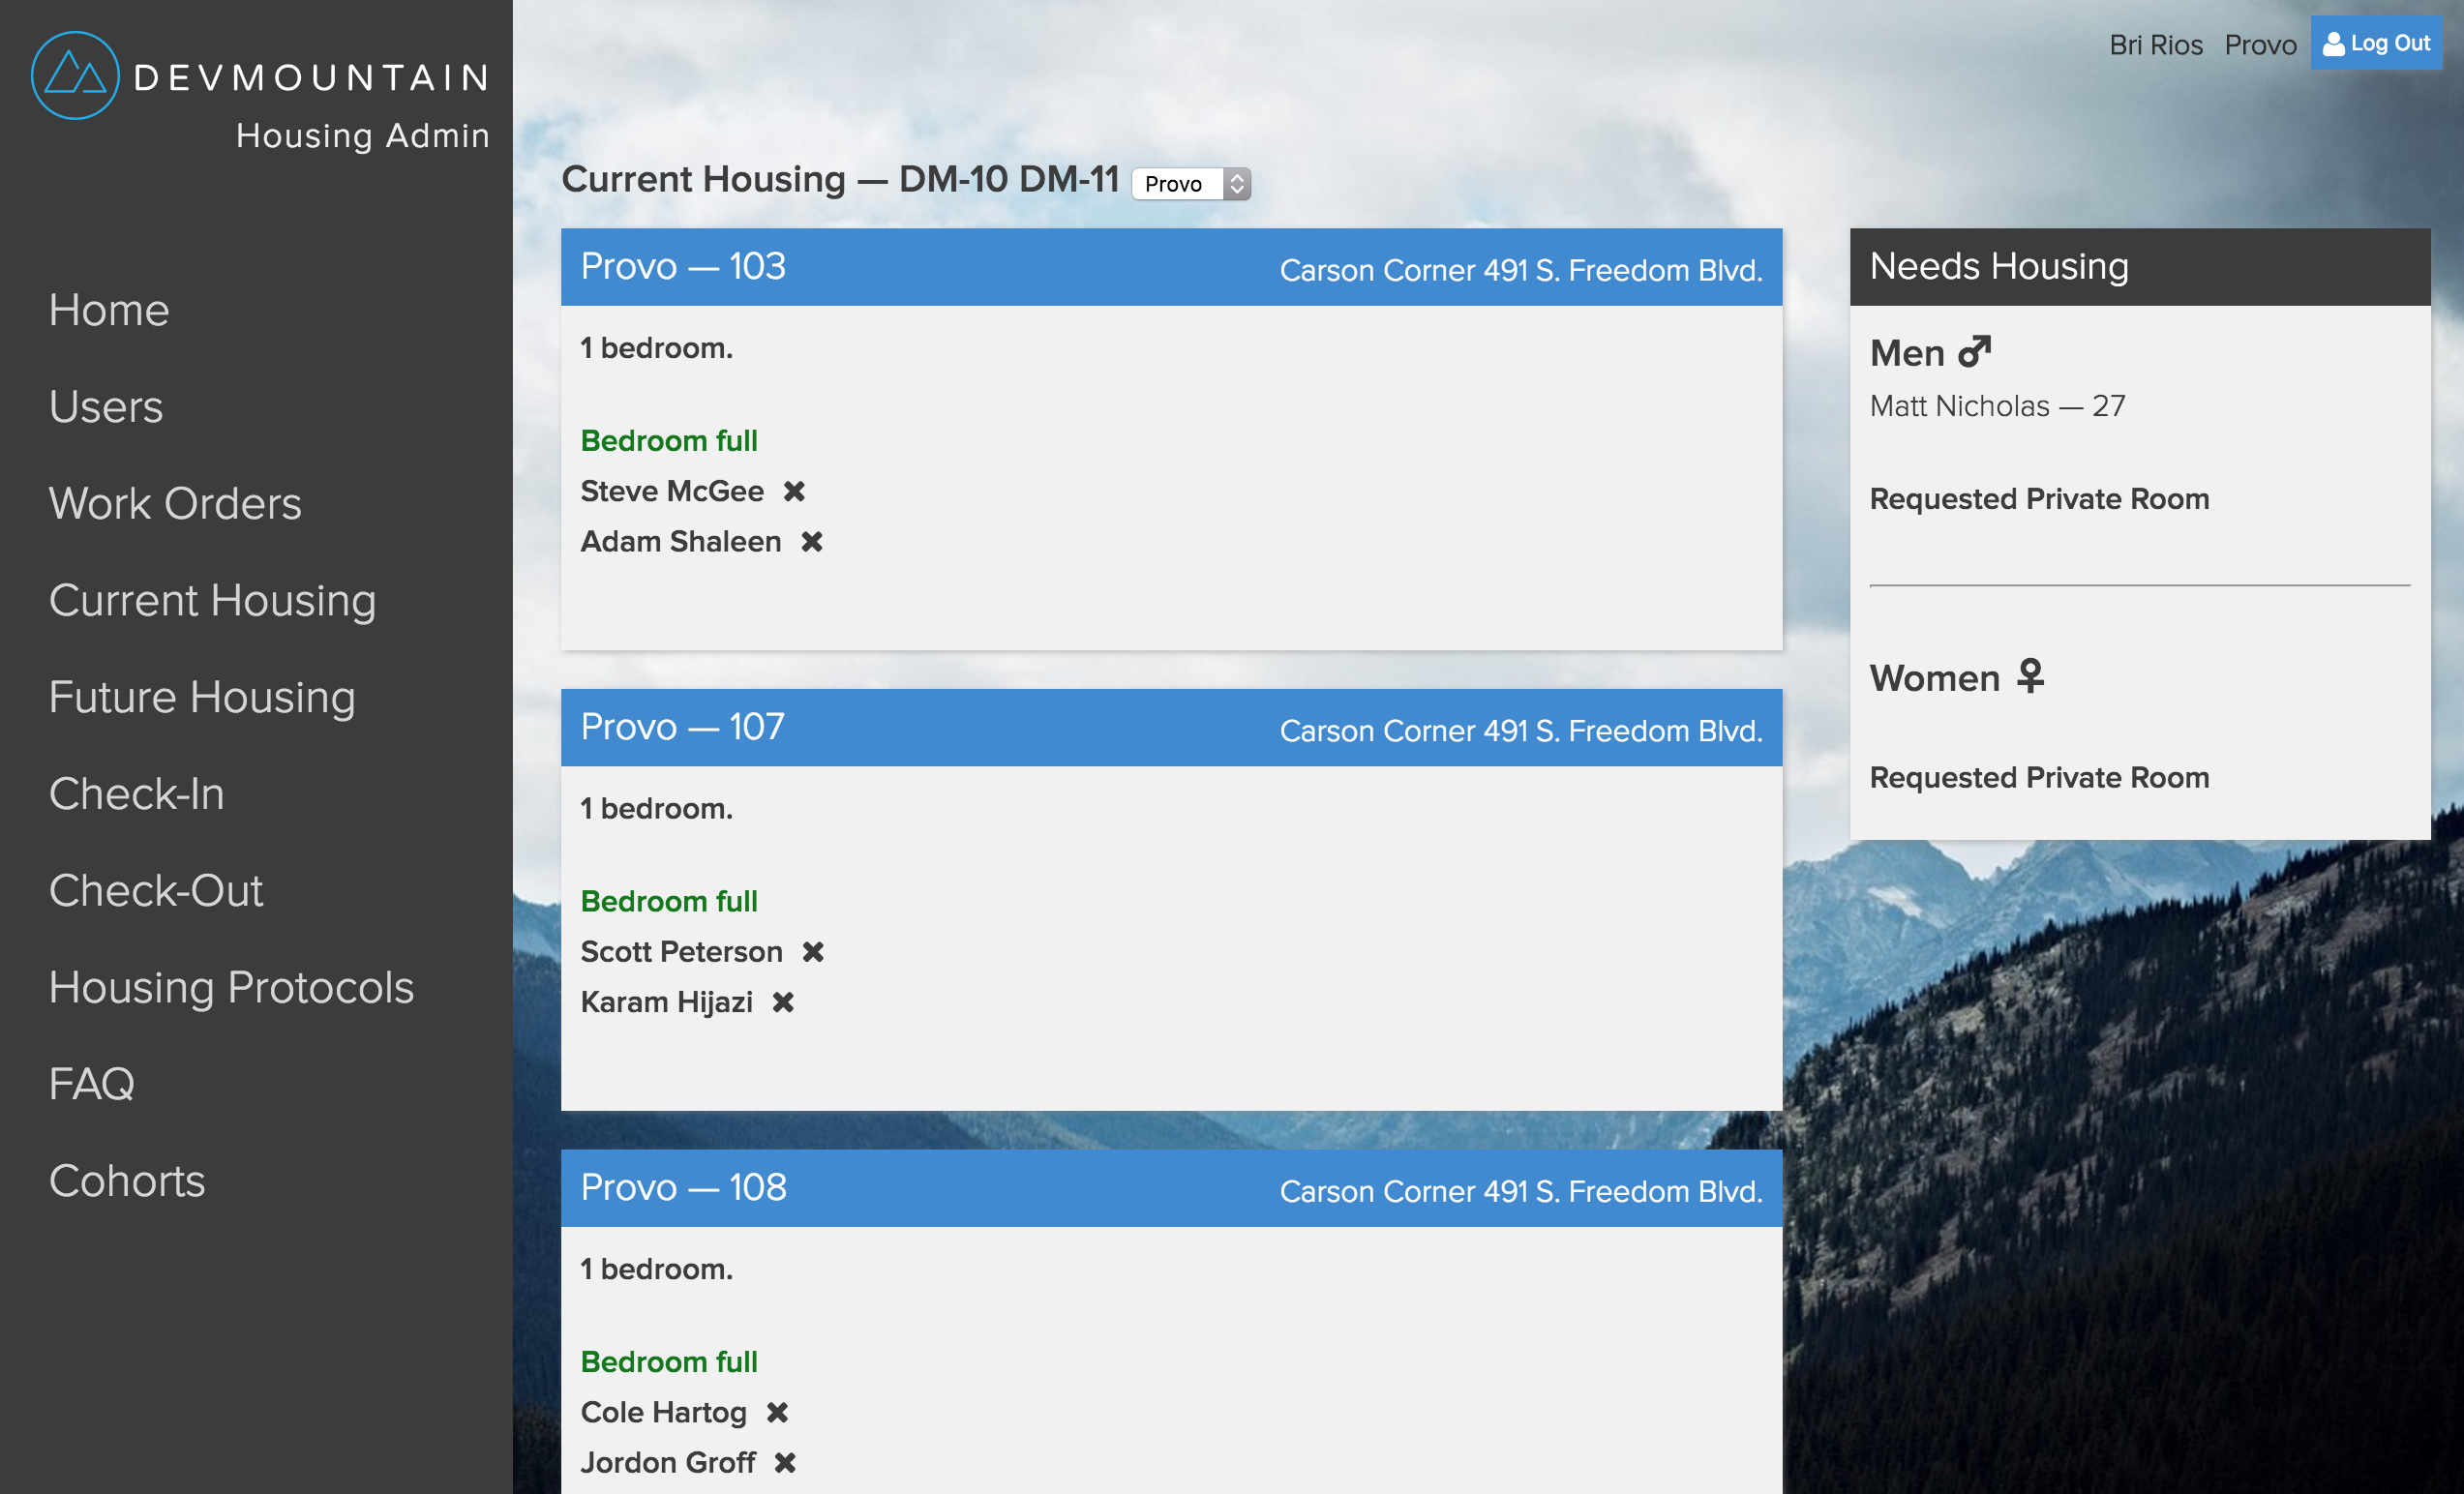 DEVMOUNTAIN
Housing Admin
Home
Users
Work Orders
Current Housing
Future Housing
Check-In
Check-Out
Housing Protocols
FAQ
Cohorts
Bri Rios Provo Log Out
Current Housing — DM-10 DM-11 Provo
Provo — 103 Carson Corner 491 S. Freedom Blvd.
1 bedroom.
Bedroom full
Steve McGee
Adam Shaleen
Provo — 107 Carson Corner 491 S. Freedom Blvd.
1 bedroom.
Bedroom full
Scott Peterson
Karam Hijazi
Provo — 108 Carson Corner 491 S. Freedom Blvd.
1 bedroom.
Bedroom full
Cole Hartog
Jordon Groff
Needs Housing
Men ♂
Matt Nicholas — 27
Requested Private Room
Women ♀
Requested Private Room